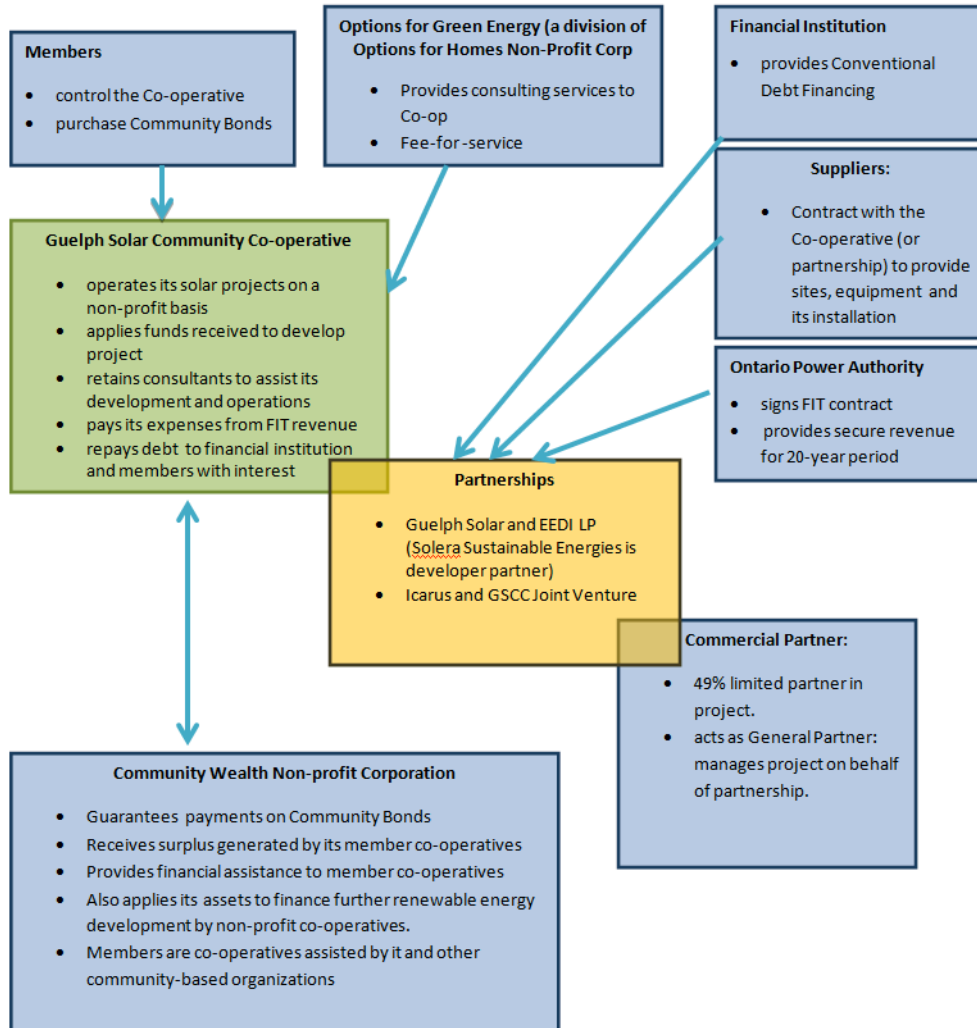 Members
• control the Co-operative
• purchase Community Bonds
Options for Green Energy (a division of
Options for Homes Non-Profit Corp
• Provides consulting services to
Co-op
• Fee-for -service
Financial Institution
• provides Conventional
Debt Financing
Suppliers:
• Contract with the
Co-operative (or
partnership) to provide
sites, equipment and
its installation
Guelph Solar Community Co-operative
• operates its solar projects on a
non-profit basis
• applies funds received to develop
project
• retains consultants to assist its
development and operations
• pays its expenses from FIT revenue
• repays debt to financial institution
and members with interest
Ontario Power Authority
• signs FIT contract
• provides secure revenue
for 20-year period
Partnerships
• Guelph Solar and EEDI LP
(Solera Sustainable Energies is
developer partner)
• Icarus and GSCC Joint Venture
Commercial Partner:
• 49% limited partner in
project.
• acts as General Partner:
manages project on behalf
of partnership.
Community Wealth Non-profit Corporation
• Guarantees payments on Community Bonds
• Receives surplus generated by its member co-operatives
• Provides financial assistance to member co-operatives
• Also applies its assets to finance further renewable energy
development by non-profit co-operatives.
• Members are co-operatives assisted by it and other
community-based organizations